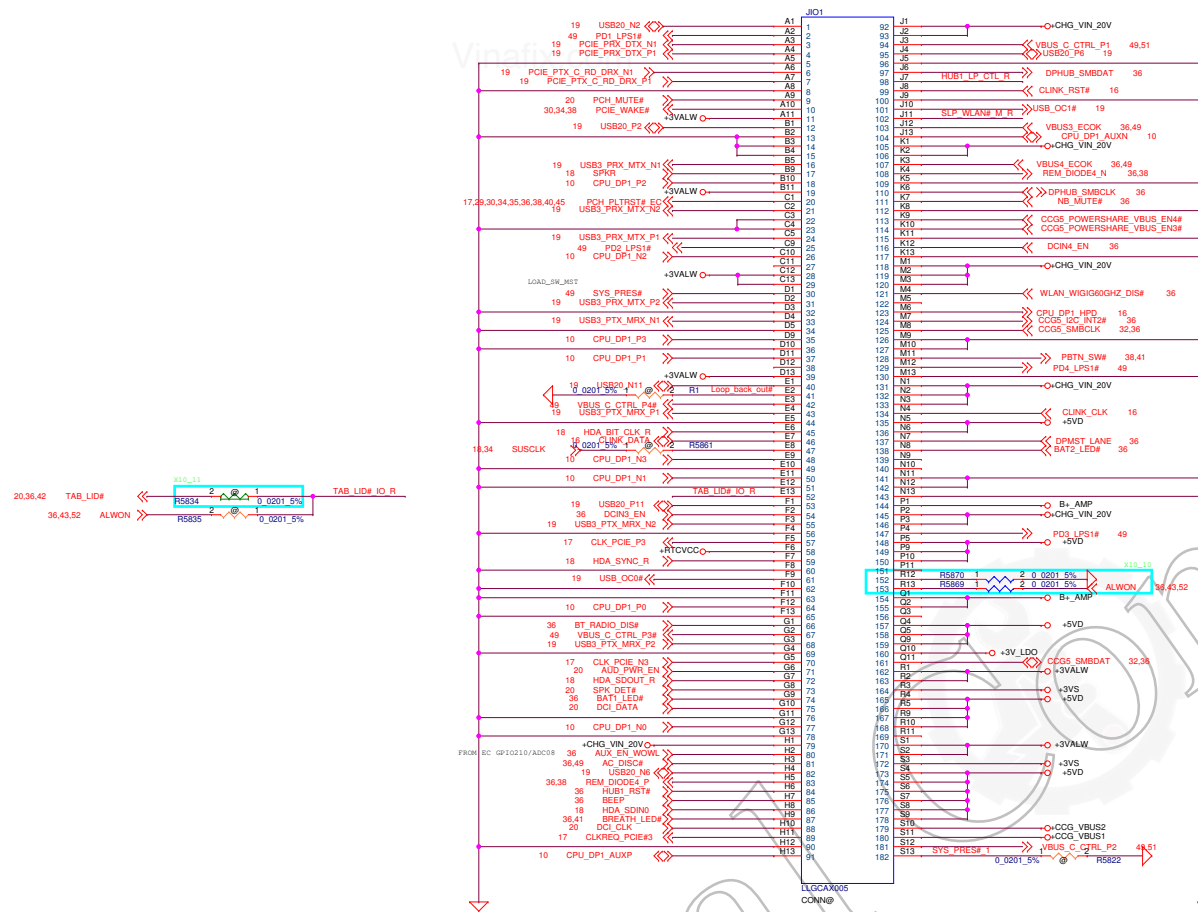 JIO1
Vinafix.com
19 USB20_N2 A1 1
49 PD1_LPS1# A2 2
19 PCIE_PRX_DTX_N1 A3 3
19 PCIE_PRX_DTX_P1 A4 4
A5 5
19 PCIE_PTX_C_RD_DRX_N1 A6 6
19 PCIE_PTX_C_RD_DRX_P1 A7 7
A8 8
20 PCH_MUTE# A9 9
30,34,38 PCIE_WAKE# A10 10
+3VALW A11 11
19 USB20_P2 B1 12
B2 13
B3 14
B4 15
19 USB3_PRX_MTX_N1 B5 16
18 SPKR B9 17
10 CPU_DP1_P2 B10 18
+3VALW B11 19
17,29,30,34,35,36,38,40,45 PCH_PLTRST#_EC C1 20
19 USB3_PRX_MTX_N2 C2 21
C3 22
C4 23
19 USB3_PRX_MTX_P1 C5 24
49 PD2_LPS1# C9 25
10 CPU_DP1_N2 C10 26
C11 27
+3VALW C12 28
C13 29
LOAD_SW_MST
49 SYS_PRES# D1 30
19 USB3_PRX_MTX_P2 D2 31
D3 32
19 USB3_PTX_MRX_N1 D4 33
D5 34
10 CPU_DP1_P3 D9 35
D10 36
10 CPU_DP1_P1 D11 37
D12 38
+3VALW D13 39
19 USB20_N11 E1 40
0_0201_5% 1 @ 2 R1 Loop_back_out# E2 41
49 VBUS_C_CTRL_P4# E3 42
19 USB3_PTX_MRX_P1 E4 43
E5 44
18 HDA_BIT_CLK_R E6 45
16 CLINK_DATA E7 46
18,34 SUSCLK 0_0201_5% 1 @ 2 R5861 E8 47
10 CPU_DP1_N3 E9 48
E10 49
10 CPU_DP1_N1 E11 50
E12 51
TAB_LID#_IO_R E13 52
19 USB20_P11 F1 53
36 DCIN3_EN F2 54
19 USB3_PTX_MRX_N2 F3 55
F4 56
17 CLK_PCIE_P3 F5 57
+RTCVCC F6 58
18 HDA_SYNC_R F7 59
F8 60
19 USB_OC0# F9 61
F10 62
F11 63
10 CPU_DP1_P0 F12 64
F13 65
36 BT_RADIO_DIS# G1 66
49 VBUS_C_CTRL_P3# G2 67
19 USB3_PTX_MRX_P2 G3 68
G4 69
17 CLK_PCIE_N3 G5 70
20 AUD_PWR_EN G6 71
18 HDA_SDOUT_R G7 72
20 SPK_DET# G8 73
36 BAT1_LED# G9 74
20 DCI_DATA G10 75
G11 76
10 CPU_DP1_N0 G12 77
G13 78
+CHG_VIN_20V H1 79
FROM EC GPIO210/ADC08 36 AUX_EN_WOWL H2 80
36,49 AC_DISC# H3 81
19 USB20_N6 H4 82
36,38 REM_DIODE4_P H5 83
36 HUB1_RST# H6 84
36 BEEP H7 85
18 HDA_SDIN0 H8 86
36,41 BREATH_LED# H9 87
20 DCI_CLK H10 88
17 CLKREQ_PCIE#3 H11 89
H12 90
10 CPU_DP1_AUXP H13 91
X10_11
20,36,42 TAB_LID# 2 @ 1 TAB_LID#_IO_R
R5834 0_0201_5%
36,43,52 ALWON 2 @ 1
R5835 0_0201_5%
92 J1 +CHG_VIN_20V
93 J2
94 J3 VBUS_C_CTRL_P1 49,51
95 J4 USB20_P6 19
96 J5
97 J6 DPHUB_SMBDAT 36
98 J7 HUB1_LP_CTL_R
99 J8 CLINK_RST# 16
100 J9
101 J10 USB_OC1# 19
102 J11 SLP_WLAN#_M_R
103 J12 VBUS3_ECOK 36,49
104 J13 CPU_DP1_AUXN 10
105 K1 +CHG_VIN_20V
106 K2
107 K3 VBUS4_ECOK 36,49
108 K4 REM_DIODE4_N 36,38
109 K5
110 K6 DPHUB_SMBCLK 36
111 K7 NB_MUTE# 36
112 K8
113 K9 CCG5_POWERSHARE_VBUS_EN4#
114 K10 CCG5_POWERSHARE_VBUS_EN3#
115 K11
116 K12 DCIN4_EN 36
117 K13
118 M1 +CHG_VIN_20V
119 M2
120 M3
121 M4 WLAN_WIGIG60GHZ_DIS# 36
122 M5
123 M6 CPU_DP1_HPD 16
124 M7 CCG5_I2C_INT2# 36
125 M8 CCG5_SMBCLK 32,36
126 M9
127 M10
128 M11 PBTN_SW# 38,41
129 M12 PD4_LPS1# 49
130 M13
131 N1 +CHG_VIN_20V
132 N2
133 N3
134 N4 CLINK_CLK 16
135 N5 +5VD
136 N6
137 N7 DPMST_LANE 36
138 N8 BAT2_LED# 36
139 N9
140 N10
141 N11
142 N12
143 N13
144 P1 B+_AMP
145 P2 +CHG_VIN_20V
146 P3
147 P4 PD3_LPS1# 49
148 P5 +5VD
149 P9
150 P10
151 P11
X10_10
152 R12 R5870 1 2 0_0201_5%
153 R13 R5869 1 2 0_0201_5% ALWON 36,43,52
154 Q1 B+_AMP
155 Q2
156 Q3
157 Q4 +5VD
158 Q5
159 Q9
160 Q10 +3V_LDO
161 Q11 CCG5_SMBDAT 32,36
162 R1 +3VALW
163 R2
164 R3 +3VS
165 R4 +5VD
166 R5
167 R9
168 R10
169 R11
170 S1 +3VALW
171 S2
172 S3 +3VS
173 S4 +5VD
174 S5
175 S6
176 S7
177 S8
178 S9
179 S10 +CCG_VBUS2
180 S11 +CCG_VBUS1
181 S12 VBUS_C_CTRL_P2 49,51
182 S13 SYS_PRES#_1 0_0201_5% 1 @ 2 R5822
LLGCAX005
CONN@